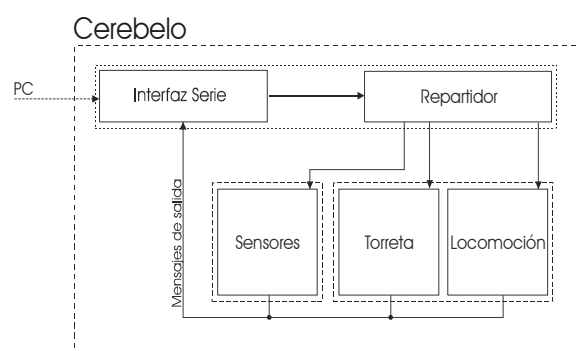 Cerebelo
PC
Interfaz Serie
Repartidor
Mensajes de salida
Sensores
Torreta
Locomoción